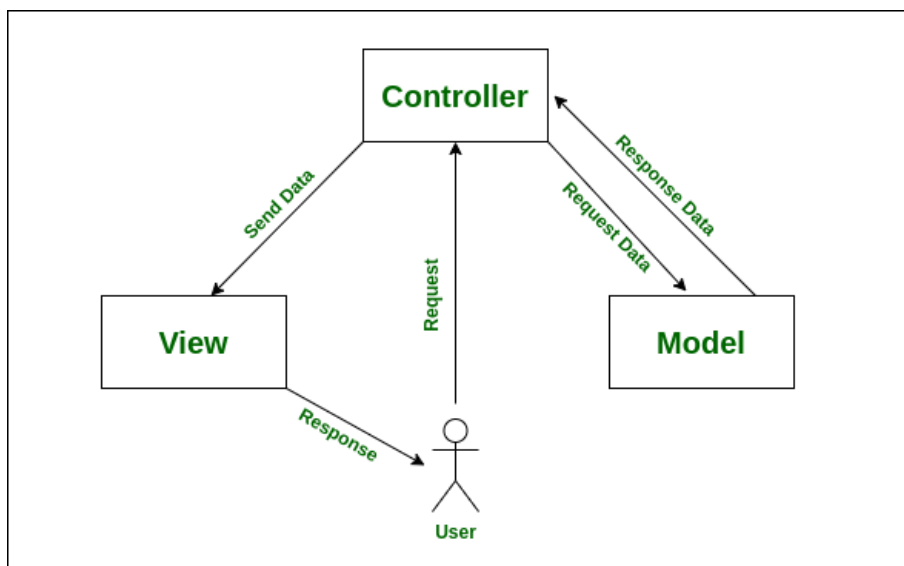 Controller
Send Data
Request
Request Data
Response Data
View
Model
Response
User